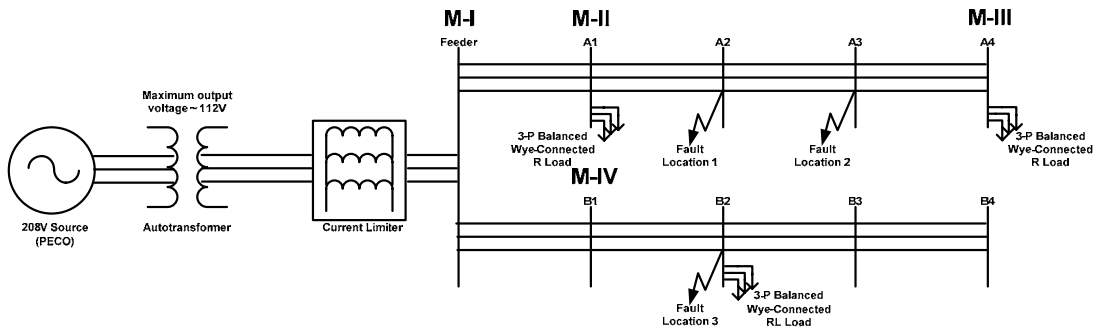 M-I
M-II
M-III
Feeder
A1
A2
A3
A4
Maximum output
voltage ~ 112V
3-P Balanced
Wye-Connected
R Load
Fault
Location 1
Fault
Location 2
3-P Balanced
Wye-Connected
R Load
M-IV
B1
B2
B3
B4
208V Source
(PECO)
Autotransformer
Current Limiter
Fault
Location 3
3-P Balanced
Wye-Connected
RL Load